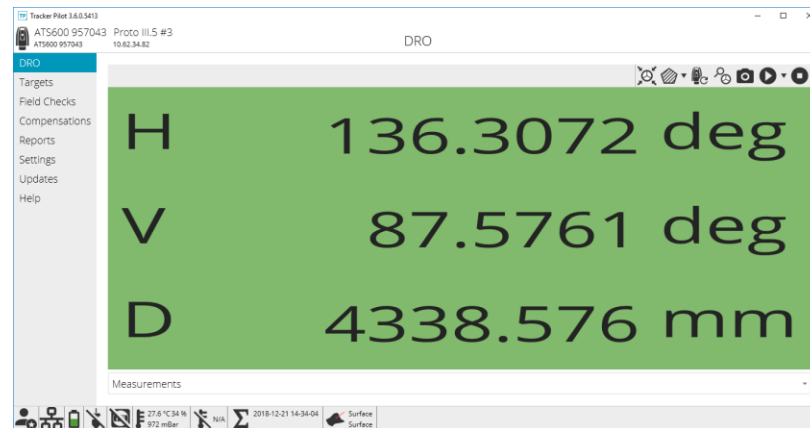 Tracker Pilot 3.6.0.5413
ATS600 957043 Proto III.5 #3
ATS600 957043 10.62.34.82
DRO
DRO
Targets
Field Checks
Compensations
Reports
Settings
Updates
Help
H 136.3072 deg
V 87.5761 deg
D 4338.576 mm
Measurements
27.6 °C 34 %
972 mBar
N/A
2018-12-21 14-34-04
Surface
Surface